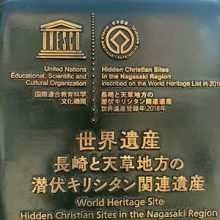 UNESCO
United Nations
Educational, Scientific and
Cultural Organization
国際連合教育科学
文化機関
Hidden Christian Sites
in the Nagasaki Region
inscribed on the World Heritage List in 201
長崎と天草地方の
潜伏キリシタン関連遺産
世界遺産登録年:2018年
世界遺産
長崎と天草地方の
潜伏キリシタン関連遺産
World Heritage Site
Hidden Christian Sites in the Nagasaki Region